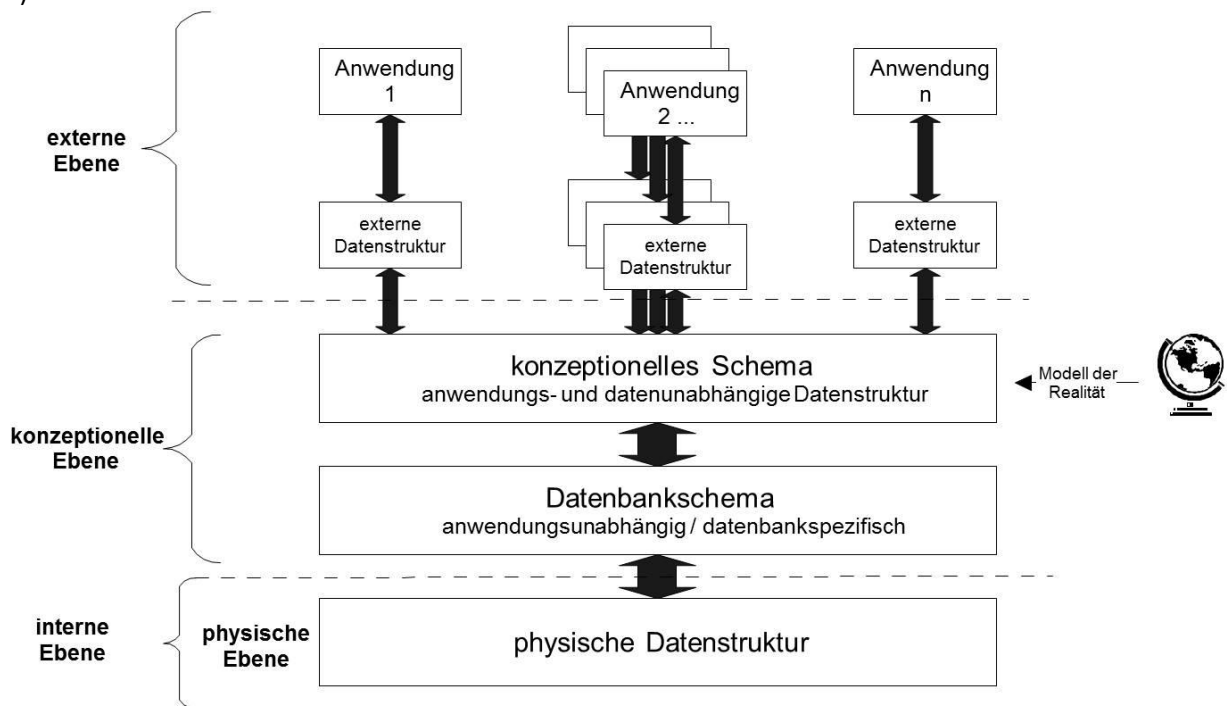 )
Anwendung
1
Anwendung
2 ...
Anwendung
n
externe
Ebene
externe
Datenstruktur
externe
Datenstruktur
externe
Datenstruktur
konzeptionelles Schema
anwendungs- und datenunabhängige Datenstruktur
Modell der
Realität
konzeptionelle
Ebene
Datenbankschema
anwendungsunabhängig / datenbankspezifisch
interne
Ebene
physische
Ebene
physische Datenstruktur